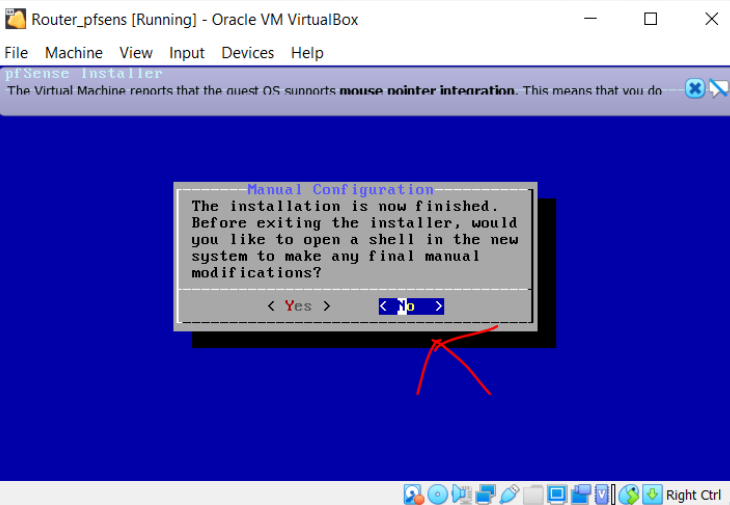 Router_pfsens [Running] - Oracle VM VirtualBox
File Machine View Input Devices Help
pfSense Installer
The Virtual Machine reports that the guest OS supports mouse pointer integration. This means that you do
Manual Configuration
The installation is now finished.
Before exiting the installer, would
you like to open a shell in the new
system to make any final manual
modifications?
< Yes > < No >
Right Ctrl